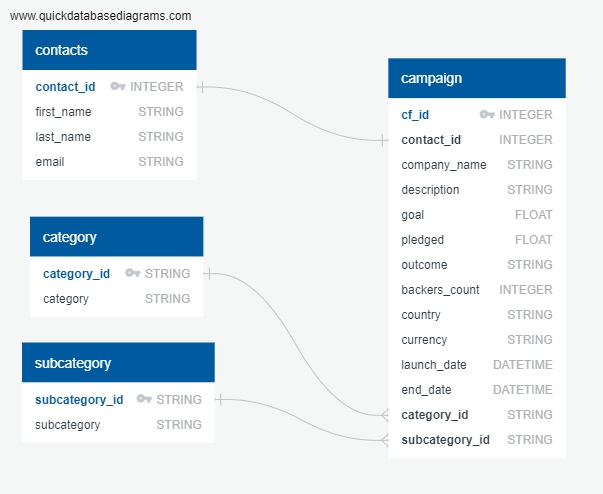 www.quickdatabasediagrams.com
contacts
contact_id INTEGER
first_name STRING
last_name STRING
email STRING
category
category_id STRING
category STRING
subcategory
subcategory_id STRING
subcategory STRING
campaign
cf_id INTEGER
contact_id INTEGER
company_name STRING
description STRING
goal FLOAT
pledged FLOAT
outcome STRING
backers_count INTEGER
country STRING
currency STRING
launch_date DATETIME
end_date DATETIME
category_id STRING
subcategory_id STRING